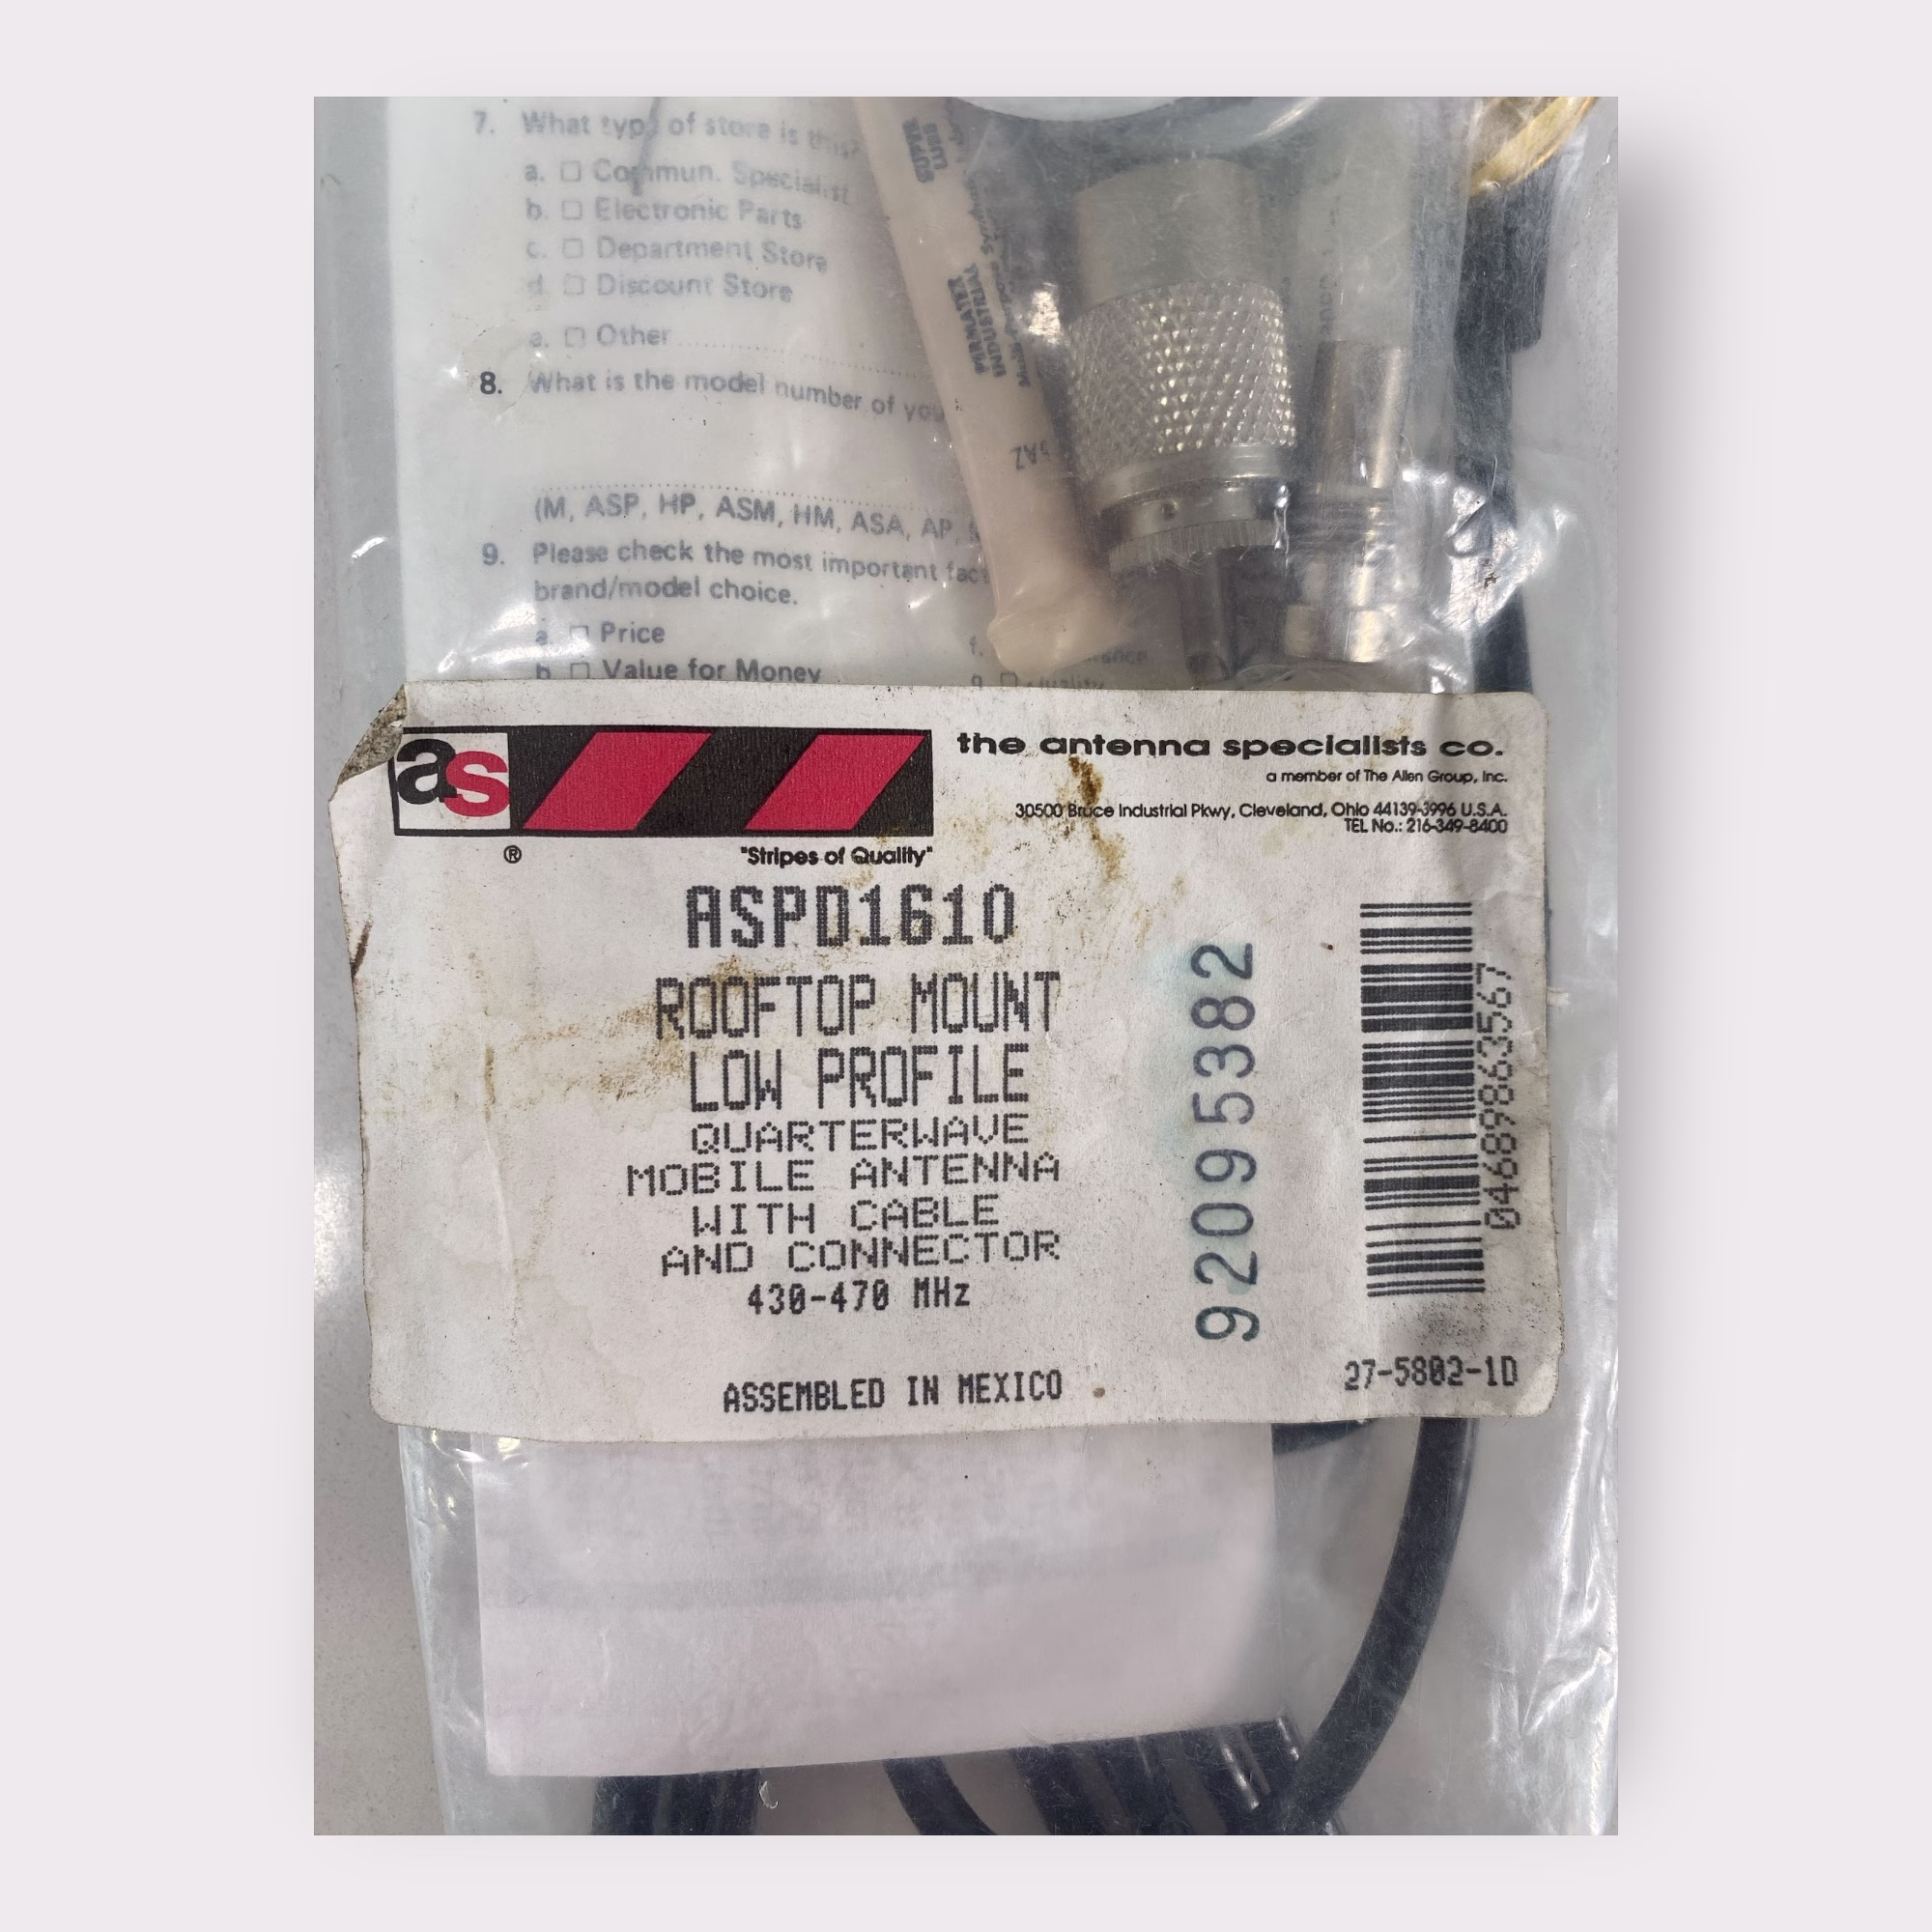 7. What type of store is this?
a. □ Commun. Specialist
b. □ Electronic Parts
c. □ Department Store
d. □ Discount Store
e. □ Other
8. What is the model number of you
(M, ASP, HP, ASM, HM, ASA, AP,
9. Please check the most important fact
brand/model choice.
a. □ Price
b □ Value for Money
g. □ Quality
SUPER
LUBE
PERMATEX
INDUSTRIAL
as
®
"Stripes of Quality"
the antenna specialists co.
a member of The Allen Group, Inc.
30500 Bruce Industrial Pkwy, Cleveland, Ohio 44139-3996 U.S.A.
TEL No.: 216-349-8400
ASPD1610
ROOFTOP MOUNT
LOW PROFILE
QUARTERWAVE
MOBILE ANTENNA
WITH CABLE
AND CONNECTOR
430-470 MHz
ASSEMBLED IN MEXICO
92095382
04689863567
27-5802-1D